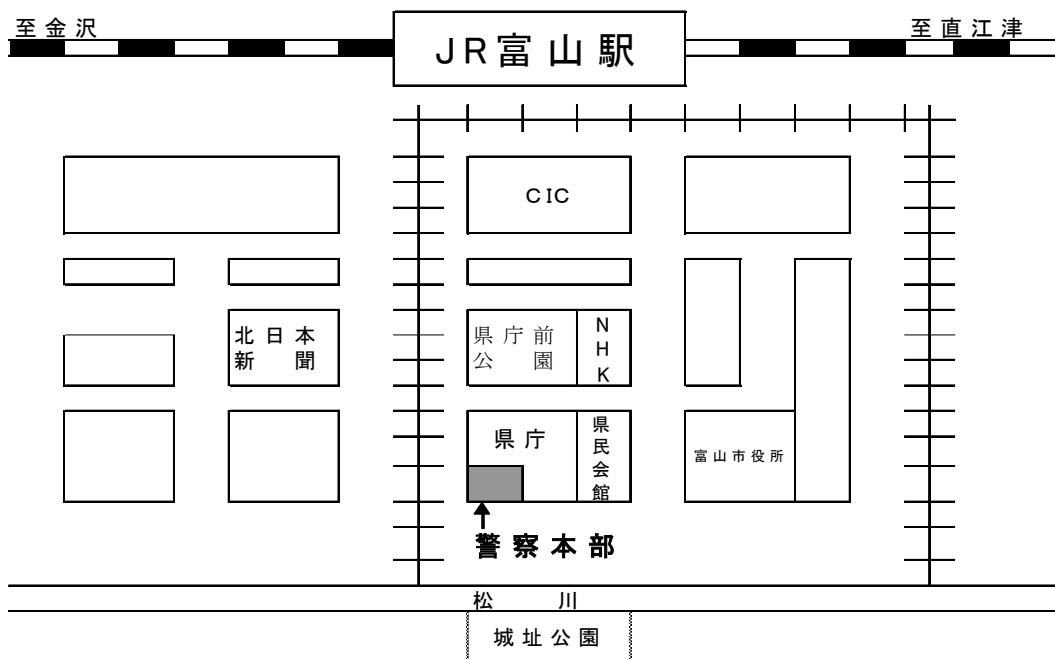 至金沢
JR富山駅
至直江津
CIC
北日本
新聞
県庁前
公園
NHK
県庁
県民会館
富山市役所
警察本部
松川
城址公園